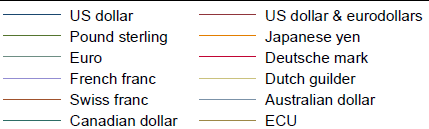 US dollar US dollar & eurodollars
Pound sterling Japanese yen
Euro Deutsche mark
French franc Dutch guilder
Swiss franc Australian dollar
Canadian dollar ECU